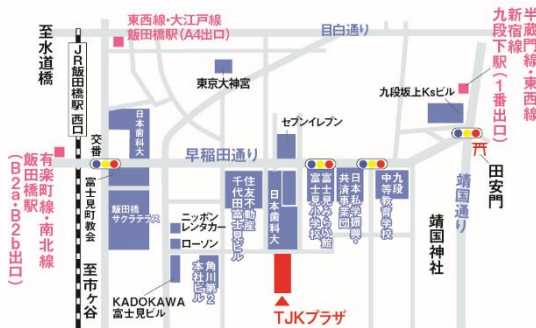 至水道橋
JR飯田橋駅 西口
東西線・大江戸線
飯田橋駅(A4出口)
目白通り
半蔵門線・東西線
新宿線
九段下駅(1番出口)
東京大神宮
九段坂上Ksビル
日本歯科大
セブンイレブン
交番
早稲田通り
田安門
靖国通り
有楽町線・南北線
飯田橋駅
(B2a・B2b出口)
富士見町教会
飯田橋
サクラテラス
ニッポン
レンタカー
ローソン
住友不動産
千代田富士見ビル
日本歯科大
富士見みらい館
富士見小学校
日本私学振興・
共済事業団
九段
中等教育学校
靖国神社
至市ヶ谷
KADOKAWA
富士見ビル
角川第2
本社ビル
TJKプラザ